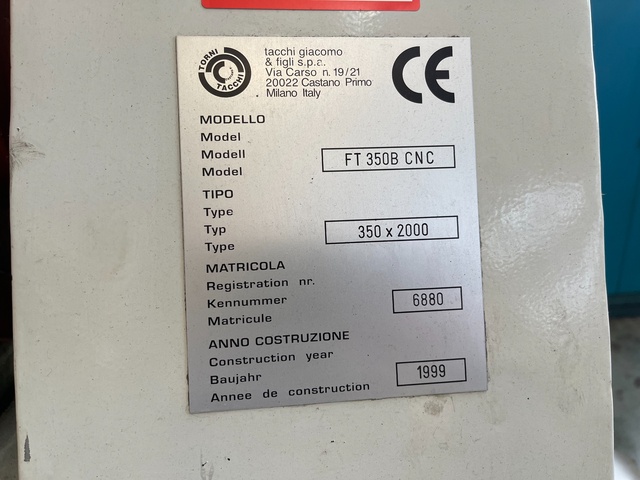 TORNI
TACCHI
tacchi giacomo
& figli s.p.a.
Via Carso n. 19/21
20022 Castano Primo
Milano Italy
CE
MODELLO
Model
Modell
Model
FT 350B CNC
TIPO
Type
Typ
Type
350 x 2000
MATRICOLA
Registration nr.
Kennummer
Matricule
6880
ANNO COSTRUZIONE
Construction year
Baujahr
Annee de construction
1999